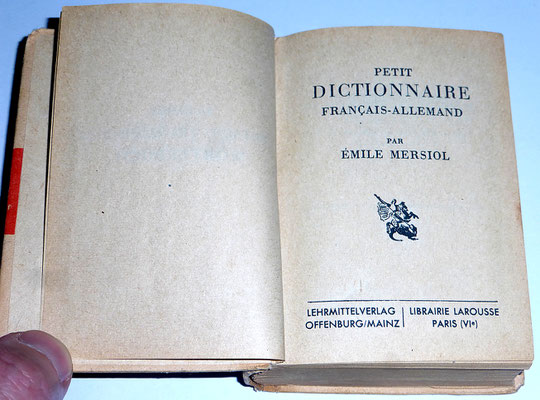 PETIT
DICTIONNAIRE
FRANÇAIS-ALLEMAND
PAR
ÉMILE MERSIOL
LEHRMITTELVERLAG
OFFENBURG/MAINZ
LIBRAIRIE LAROUSSE
PARIS (VIe)